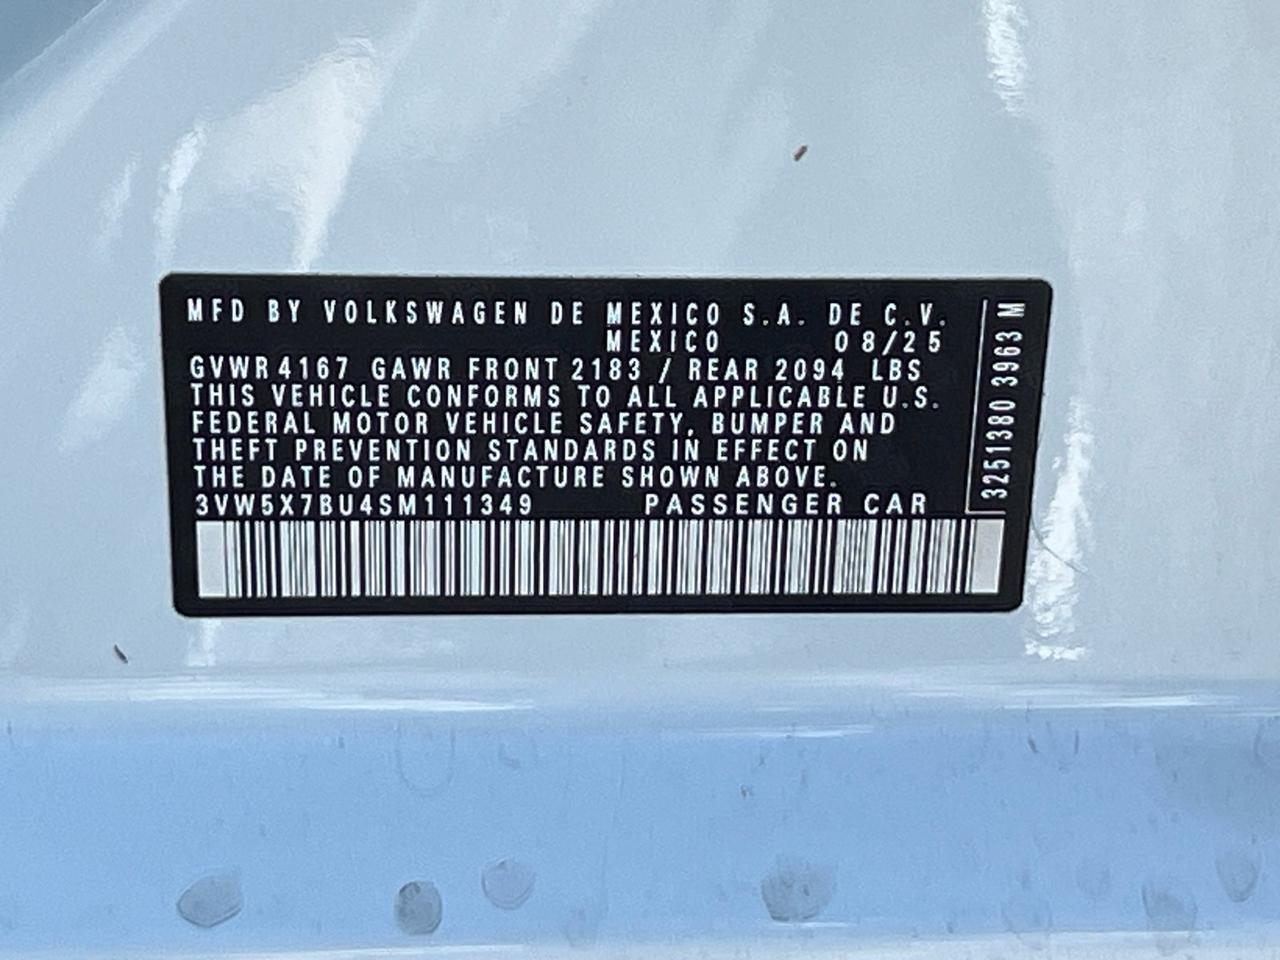 MFD BY VOLKSWAGEN DE MEXICO S.A. DE C.V.
MEXICO 08/25
GVWR 4167 GAWR FRONT 2183 / REAR 2094 LBS
THIS VEHICLE CONFORMS TO ALL APPLICABLE U.S.
FEDERAL MOTOR VEHICLE SAFETY, BUMPER AND
THEFT PREVENTION STANDARDS IN EFFECT ON
THE DATE OF MANUFACTURE SHOWN ABOVE.
3VW5X7BU4SM111349 PASSENGER CAR
3251380 3963 M